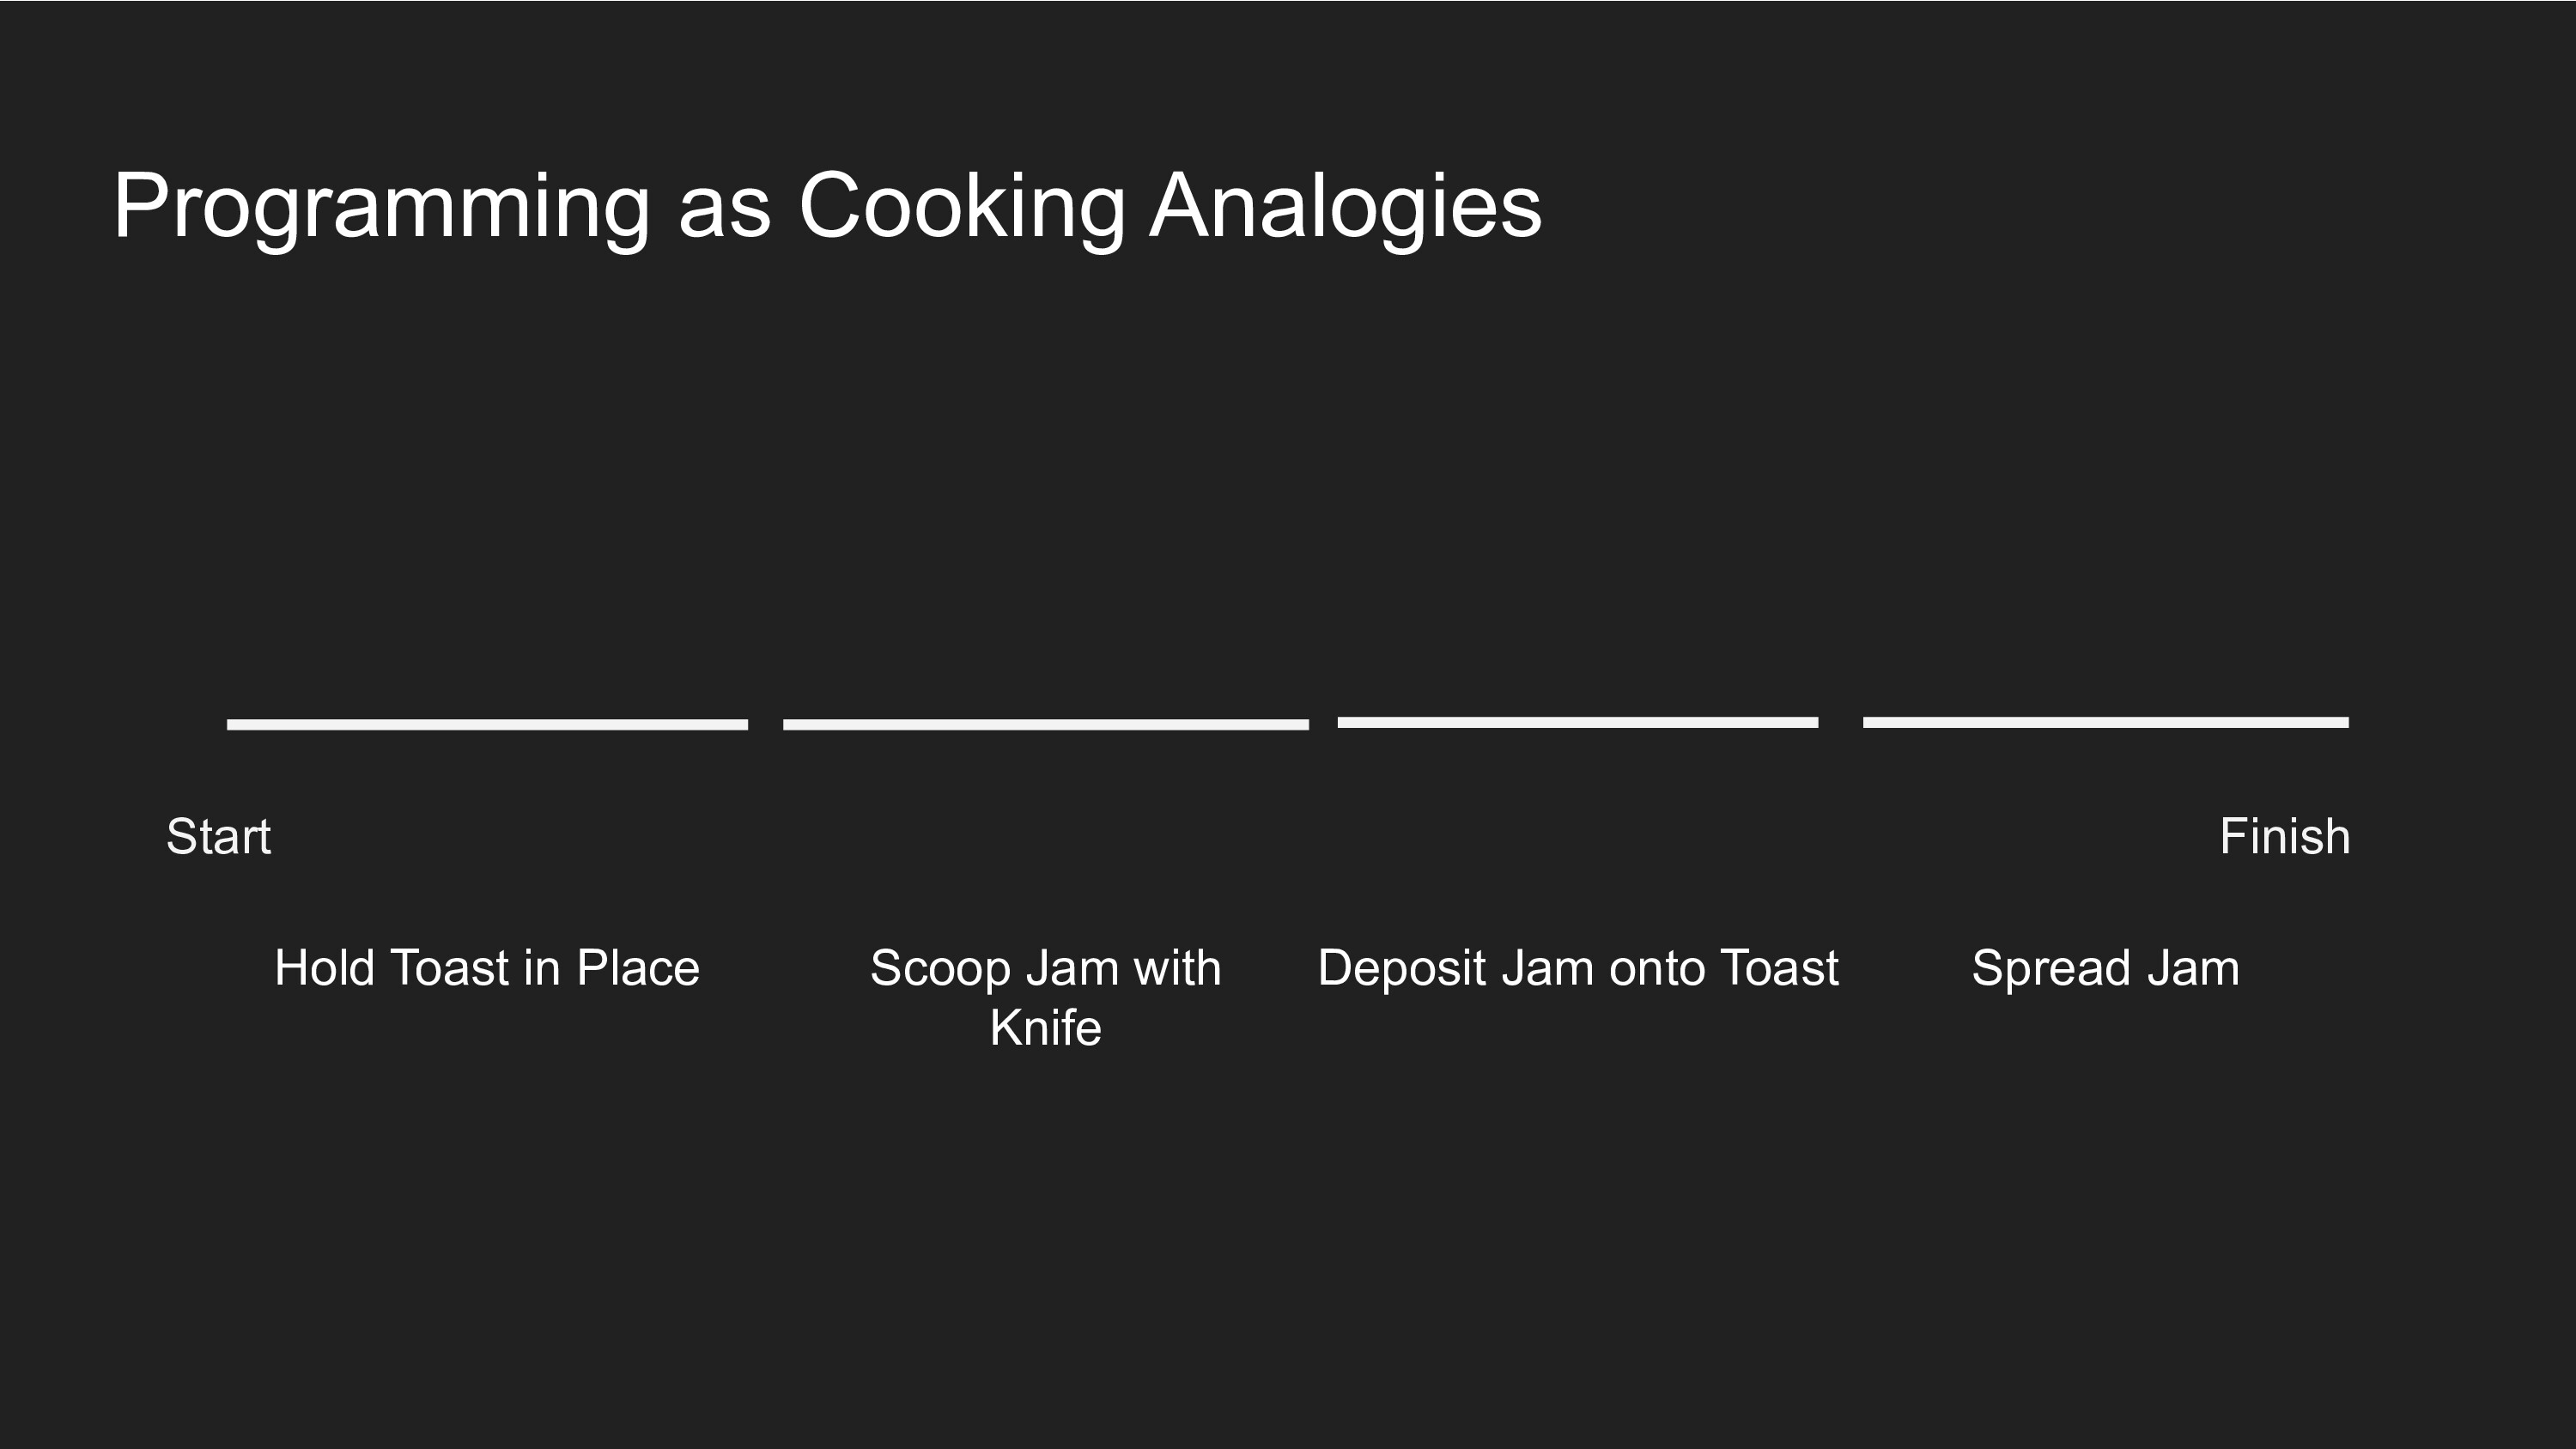 Programming as Cooking Analogies
Start
Finish
Hold Toast in Place
Scoop Jam with
Knife
Deposit Jam onto Toast
Spread Jam